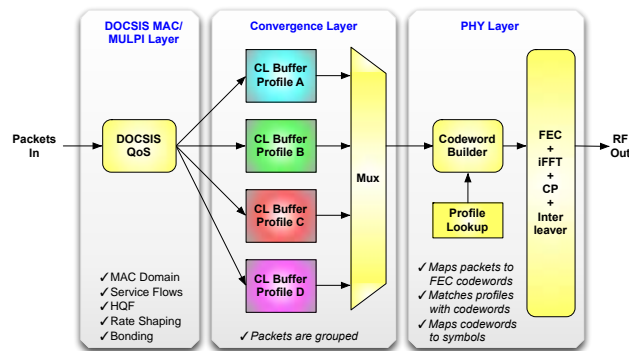 DOCSIS MAC/
MULPI Layer
Convergence Layer
PHY Layer
Packets
In
DOCSIS
QoS
CL Buffer
Profile A
CL Buffer
Profile B
CL Buffer
Profile C
CL Buffer
Profile D
Mux
Codeword
Builder
Profile
Lookup
FEC
+
iFFT
+
CP
+
Inter
leaver
RF
Out
✓MAC Domain
✓Service Flows
✓HQF
✓Rate Shaping
✓Bonding
✓Packets are grouped
✓Maps packets to
FEC codewords
✓Matches profiles
with codewords
✓Maps codewords
to symbols